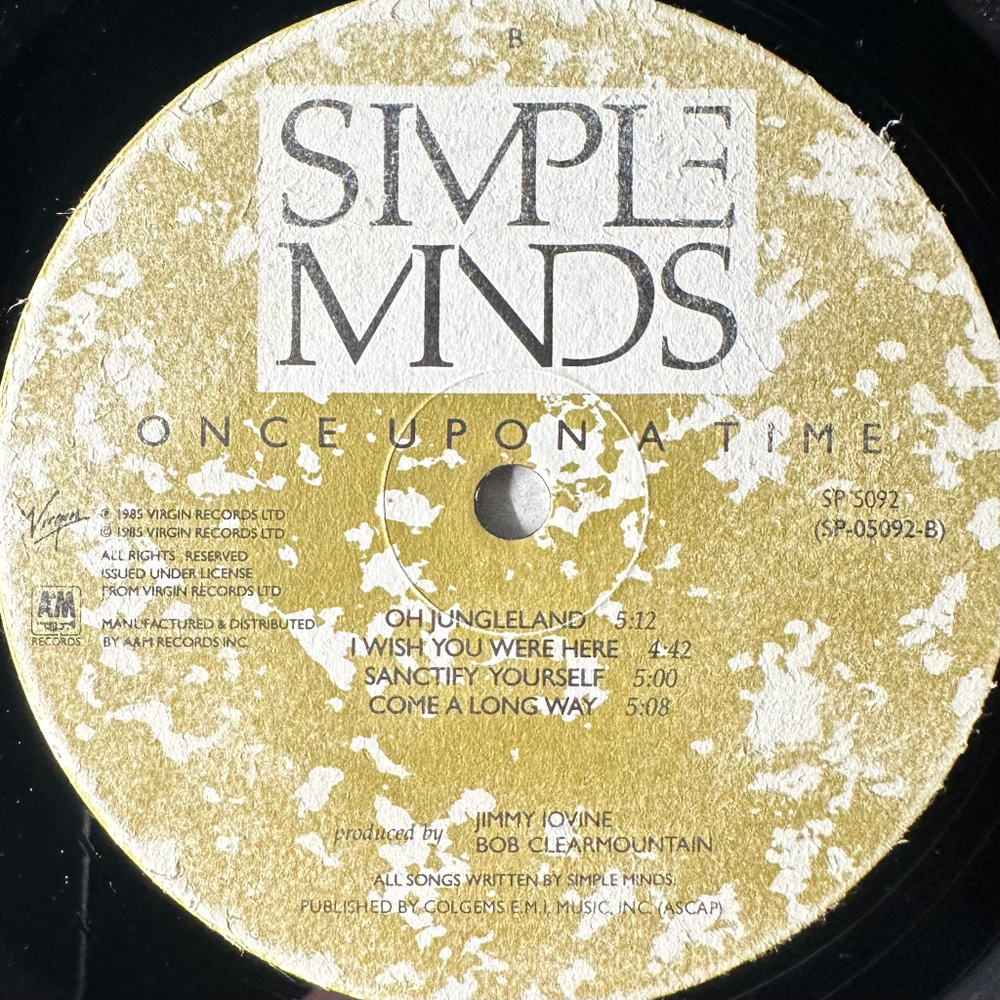 B
SIMPLE
MINDS
ONCE UPON A TIME
Virgin
℗ 1985 VIRGIN RECORDS LTD
© 1985 VIRGIN RECORDS LTD
ALL RIGHTS RESERVED
ISSUED UNDER LICENSE
FROM VIRGIN RECORDS LTD
A&M
RECORDS
MANUFACTURED & DISTRIBUTED
BY A&M RECORDS INC.
SP 5092
(SP-05092-B)
OH JUNGLELAND 5:12
I WISH YOU WERE HERE 4:42
SANCTIFY YOURSELF 5:00
COME A LONG WAY 5:08
produced by JIMMY IOVINE
BOB CLEARMOUNTAIN
ALL SONGS WRITTEN BY SIMPLE MINDS.
PUBLISHED BY COLGEMS E.M.I. MUSIC, INC. (ASCAP)